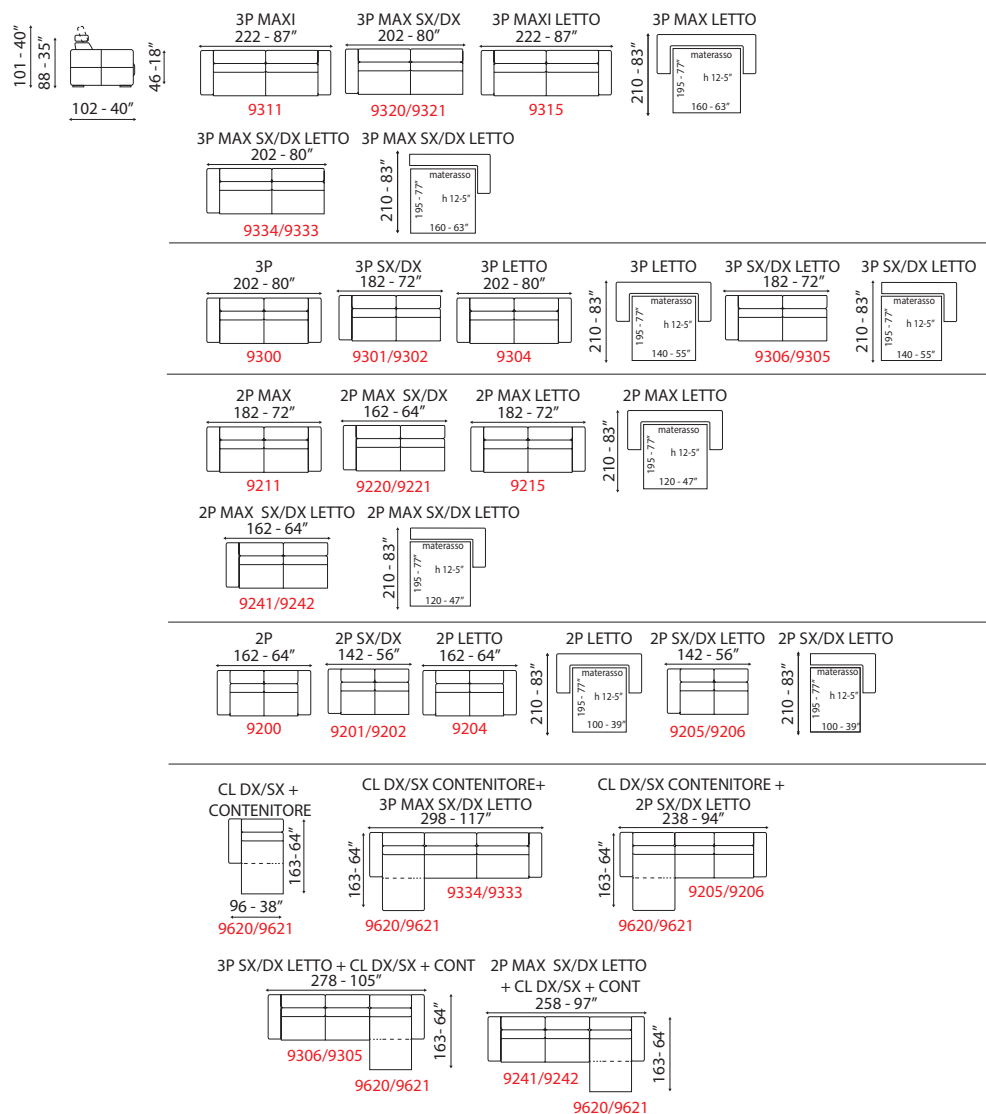 101 - 40”
88 - 35”
46 -18”
102 - 40”
3P MAXI
222 - 87”
9311
3P MAX SX/DX
202 - 80”
9320/9321
3P MAXI LETTO
222 - 87”
9315
3P MAX LETTO
210 - 83”
materasso
195 - 77”
h 12-5”
160 - 63”
3P MAX SX/DX LETTO
202 - 80”
9334/9333
3P MAX SX/DX LETTO
210 - 83”
materasso
195 - 77”
h 12-5”
160 - 63”
3P
202 - 80”
9300
3P SX/DX
182 - 72”
9301/9302
3P LETTO
202 - 80”
9304
3P LETTO
210 - 83”
materasso
195 - 77”
h 12-5”
140 - 55”
3P SX/DX LETTO
182 - 72”
9306/9305
3P SX/DX LETTO
210 - 83”
materasso
195 - 77”
h 12-5”
140 - 55”
2P MAX
182 - 72”
9211
2P MAX SX/DX
162 - 64”
9220/9221
2P MAX LETTO
182 - 72”
9215
2P MAX LETTO
210 - 83”
materasso
195 - 77”
h 12-5”
120 - 47”
2P MAX SX/DX LETTO
162 - 64”
9241/9242
2P MAX SX/DX LETTO
210 - 83”
materasso
195 - 77”
h 12-5”
120 - 47”
2P
162 - 64”
9200
2P SX/DX
142 - 56”
9201/9202
2P LETTO
162 - 64”
9204
2P LETTO
210 - 83”
materasso
195 - 77”
h 12-5”
100 - 39”
2P SX/DX LETTO
142 - 56”
9205/9206
2P SX/DX LETTO
210 - 83”
materasso
195 - 77”
h 12-5”
100 - 39”
CL DX/SX +
CONTENITORE
163- 64”
96 - 38”
9620/9621
CL DX/SX CONTENITORE+
3P MAX SX/DX LETTO
298 - 117”
163- 64”
9334/9333
9620/9621
CL DX/SX CONTENITORE +
2P SX/DX LETTO
238 - 94”
163- 64”
9205/9206
9620/9621
3P SX/DX LETTO + CL DX/SX + CONT
278 - 105”
163- 64”
9306/9305
9620/9621
2P MAX SX/DX LETTO
+ CL DX/SX + CONT
258 - 97”
163- 64”
9241/9242
9620/9621